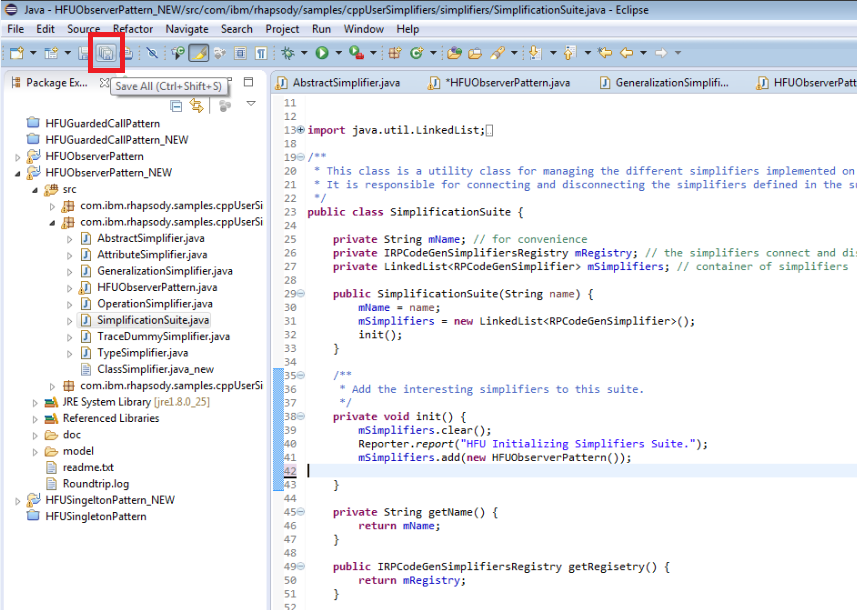 Java - HFUObserverPattern_NEW/src/com/ibm/rhapsody/samples/cppUserSimplifiers/simplifiers/SimplificationSuite.java - Eclipse
File Edit Source Refactor Navigate Search Project Run Window Help
Package Ex...
Save All (Ctrl+Shift+S)
HFUGuardedCallPattern
HFUGuardedCallPattern_NEW
HFUObserverPattern
HFUObserverPattern_NEW
src
com.ibm.rhapsody.samples.cppUserSi
com.ibm.rhapsody.samples.cppUserSi
AbstractSimplifier.java
AttributeSimplifier.java
GeneralizationSimplifier.java
HFUObserverPattern.java
OperationSimplifier.java
SimplificationSuite.java
TraceDummySimplifier.java
TypeSimplifier.java
ClassSimplifier.java_new
com.ibm.rhapsody.samples.cppUserSi
JRE System Library [jre1.8.0_25]
Referenced Libraries
doc
model
readme.txt
Roundtrip.log
HFUSingeltonPattern_NEW
HFUSingletonPattern
AbstractSimplifier.java *HFUObserverPattern.java GeneralizationSimplifi... HFUObserverPatt
11
12
13 import java.util.LinkedList;
18
19 /**
20 * This class is a utility class for managing the different simplifiers implemented on
21 * It is responsible for connecting and disconnecting the simplifiers defined in the su
22 */
23 public class SimplificationSuite {
24
25 private String mName; // for convenience
26 private IRPCodeGenSimplifiersRegistry mRegistry; // the simplifiers connect and dis
27 private LinkedList<RPCodeGenSimplifier> mSimplifiers; // container of simplifiers
28
29 public SimplificationSuite(String name) {
30 mName = name;
31 mSimplifiers = new LinkedList<RPCodeGenSimplifier>();
32 init();
33 }
34
35 /**
36 * Add the interesting simplifiers to this suite.
37 */
38 private void init() {
39 mSimplifiers.clear();
40 Reporter.report("HFU Initializing Simplifiers Suite.");
41 mSimplifiers.add(new HFUObserverPattern());
42
43 }
44
45 private String getName() {
46 return mName;
47 }
48
49 public IRPCodeGenSimplifiersRegistry getRegisetry() {
50 return mRegistry;
51 }
52